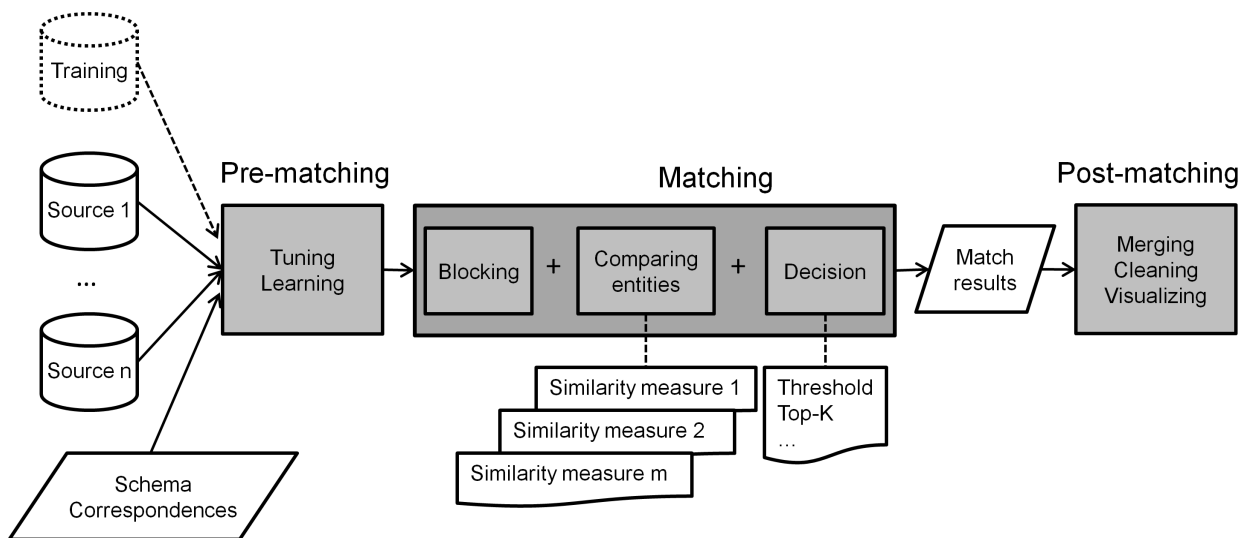 Training
Pre-matching
Matching
Post-matching
Source 1
...
Source n
Schema
Correspondences
Tuning
Learning
Blocking
+
Comparing
entities
+
Decision
Match
results
Merging
Cleaning
Visualizing
Similarity measure 1
Similarity measure 2
Similarity measure m
Threshold
Top-K
...